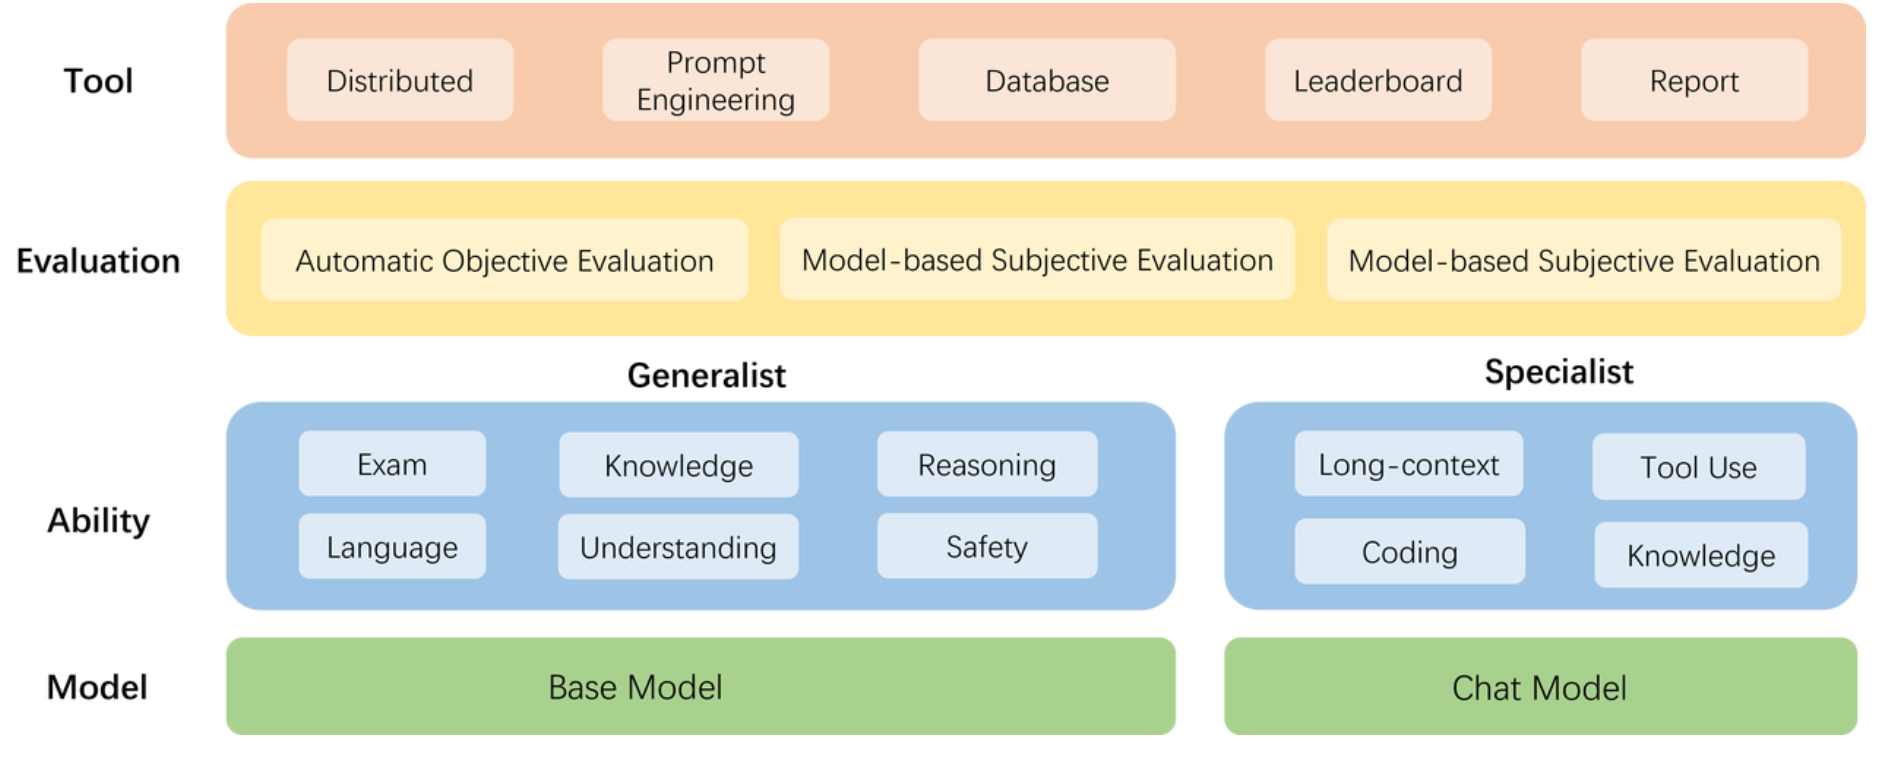 Tool
Distributed
Prompt
Engineering
Database
Leaderboard
Report
Evaluation
Automatic Objective Evaluation
Model-based Subjective Evaluation
Model-based Subjective Evaluation
Generalist
Specialist
Ability
Exam
Knowledge
Reasoning
Language
Understanding
Safety
Long-context
Tool Use
Coding
Knowledge
Model
Base Model
Chat Model